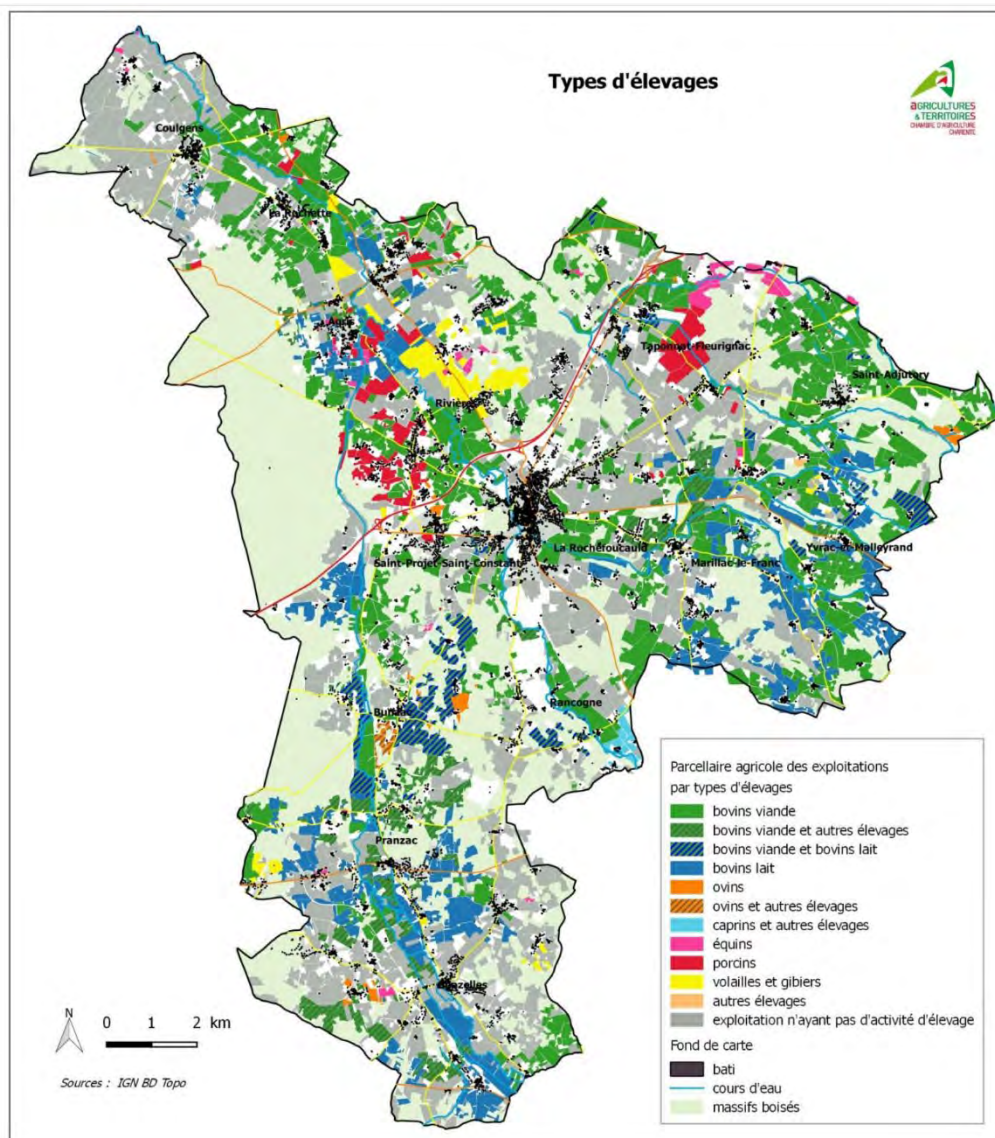 Types d'élevages
AGRICULTURES
& TERRITOIRES
CHAMBRE D'AGRICULTURE
CHARENTE
Coulgens
La Rochette
Agris
Taponnat-Fleurignac
Saint-Adjutory
Rivières
La Rochefoucauld
Saint-Projet-Saint-Constant
Marillac-le-Franc
Yvrac-et-Malleyrand
Rancogne
Bunzac
Pranzac
Parcellaire agricole des exploitations
par types d'élevages
bovins viande
bovins viande et autres élevages
bovins viande et bovins lait
bovins lait
ovins
ovins et autres élevages
caprins et autres élevages
équins
porcins
volailles et gibiers
autres élevages
exploitation n'ayant pas d'activité d'élevage
Fond de carte
bati
cours d'eau
massifs boisés
N
0 1 2 km
Sources : IGN BD Topo